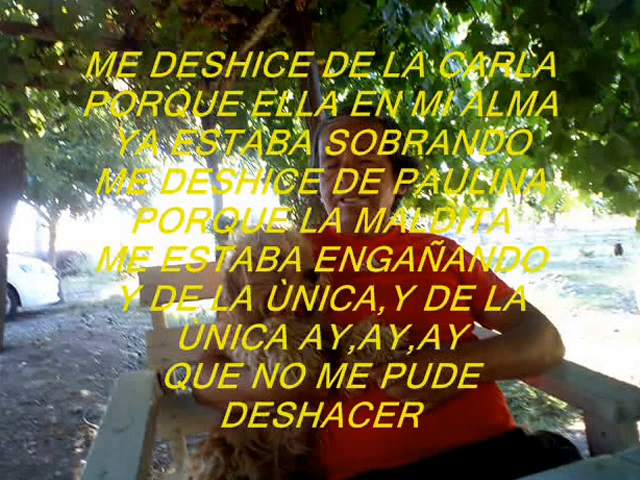 ME DESHICE DE LA CARLA
PORQUE ELLA EN MI ALMA
YA ESTABA SOBRANDO
ME DESHICE DE PAULINA
PORQUE LA MALDITA
ME ESTABA ENGAÑANDO
Y DE LA ÙNICA,Y DE LA
UNICA AY,AY,AY
QUE NO ME PUDE
DESHACER